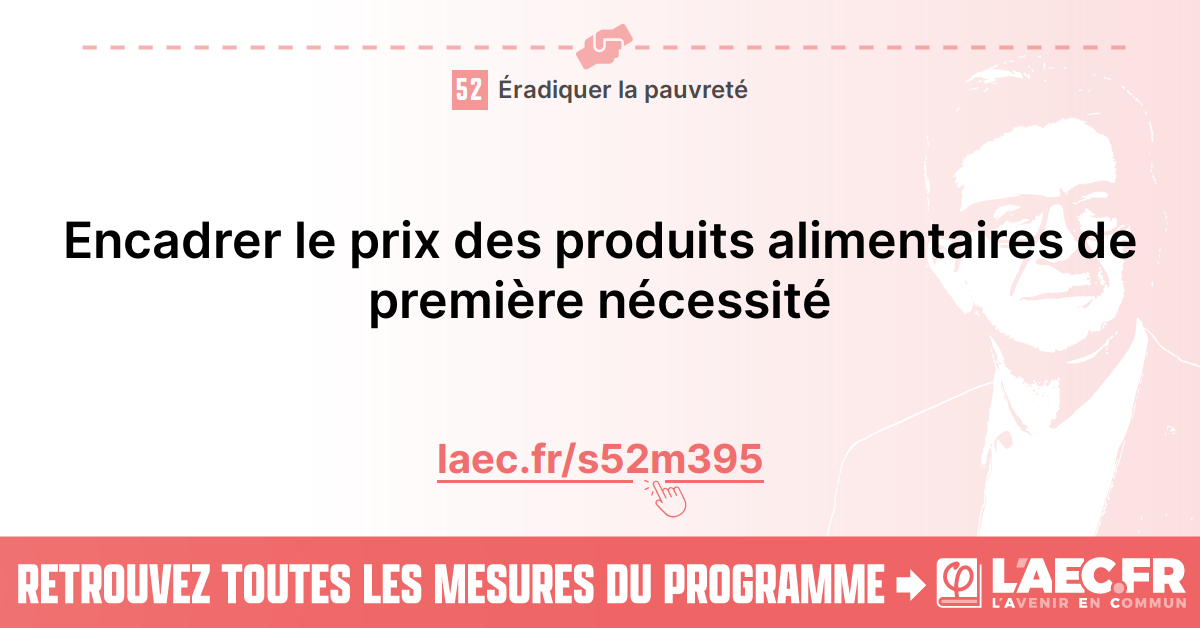 52 Éradiquer la pauvreté
Encadrer le prix des produits alimentaires de
première nécessité
laec.fr/s52m395
RETROUVEZ TOUTES LES MESURES DU PROGRAMME
φ L'AEC.FR
L'AVENIR EN COMMUN